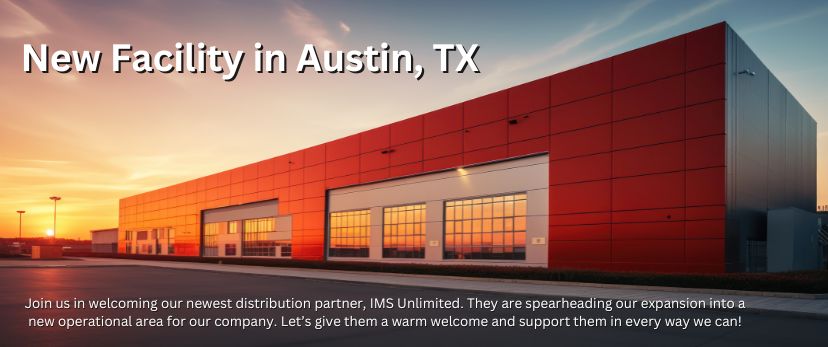 New Facility in Austin, TX
Join us in welcoming our newest distribution partner, IMS Unlimited. They are spearheading our expansion into a
new operational area for our company. Let’s give them a warm welcome and support them in every way we can!